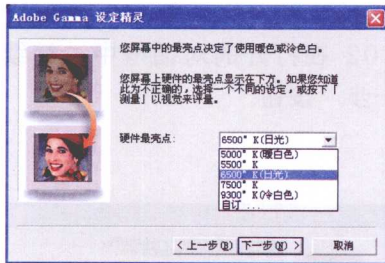 Adobe Gamma 设定精灵
您屏幕中的最亮点决定了使用暖色或冷色白。
您屏幕上硬件的最亮点显示在下方。如果您知道
此为不正确的，选择一个不同的设定，或按下「
测量」以视觉来评量。
硬件最亮点：
6500° K(日光)
5000° K(暖白色)
5500° K
6500° K(日光)
7500° K
9300° K(冷白色)
自订 ...
< 上一步(B)
下一步(N) >
取消